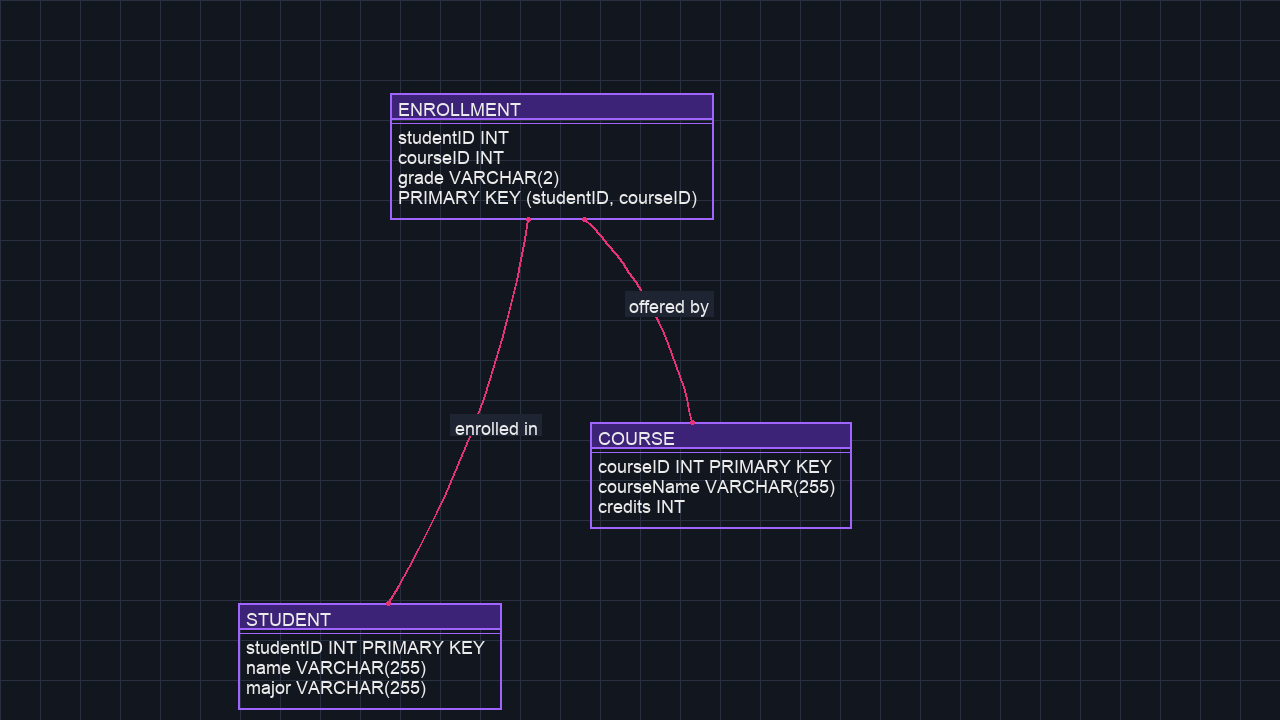 ENROLLMENT
studentID INT
courseID INT
grade VARCHAR(2)
PRIMARY KEY (studentID, courseID)
offered by
enrolled in
COURSE
courseID INT PRIMARY KEY
courseName VARCHAR(255)
credits INT
STUDENT
studentID INT PRIMARY KEY
name VARCHAR(255)
major VARCHAR(255)